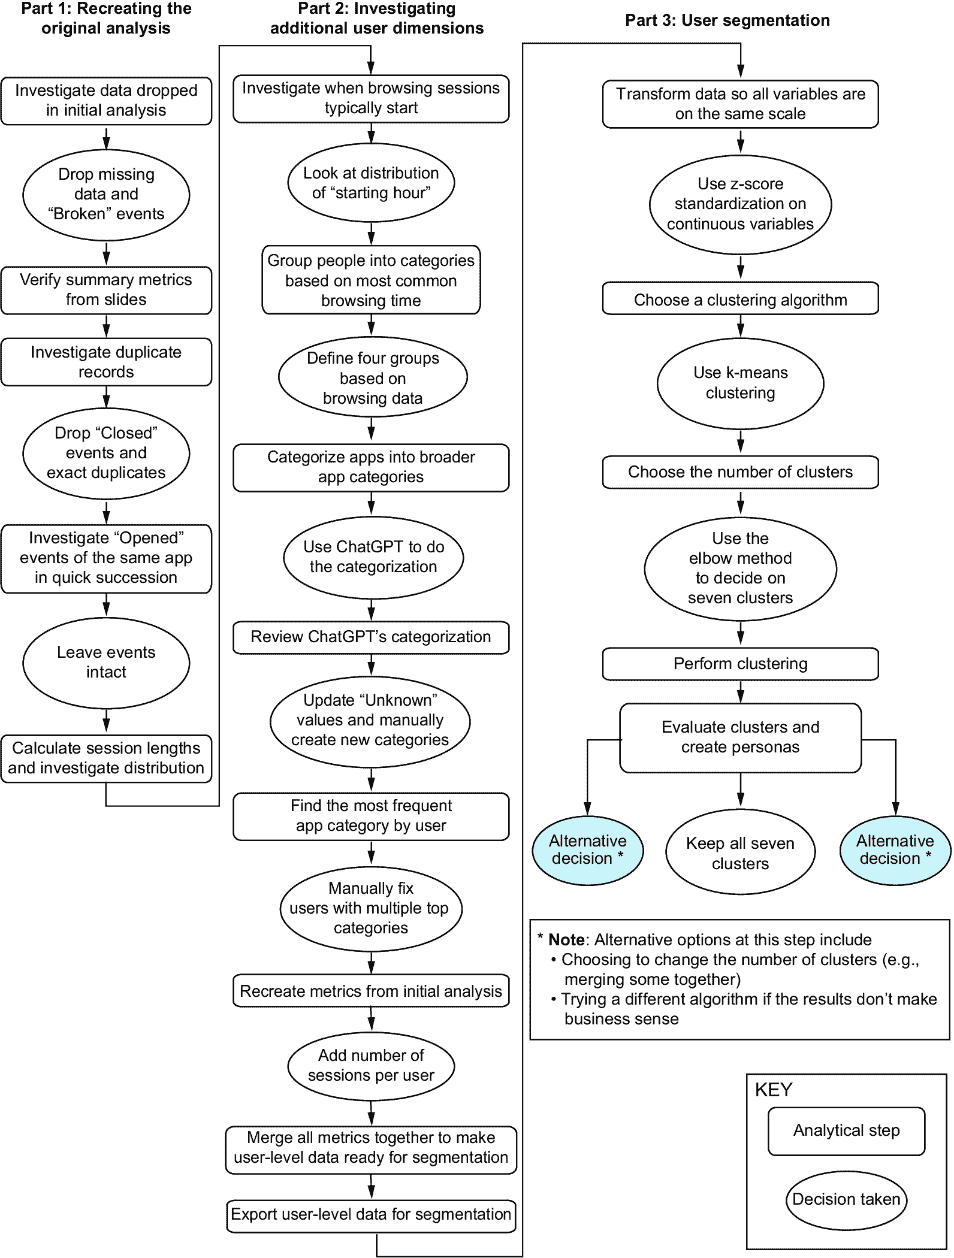 Part 1: Recreating the
original analysis
Investigate data dropped
in initial analysis
Drop missing
data and
“Broken” events
Verify summary metrics
from slides
Investigate duplicate
records
Drop “Closed”
events and
exact duplicates
Investigate “Opened”
events of the same app
in quick succession
Leave events
intact
Calculate session lengths
and investigate distribution
Part 2: Investigating
additional user dimensions
Investigate when browsing sessions
typically start
Look at distribution
of “starting hour”
Group people into categories
based on most common
browsing time
Define four groups
based on
browsing data
Categorize apps into broader
app categories
Use ChatGPT to do
the categorization
Review ChatGPT’s categorization
Update “Unknown”
values and manually
create new categories
Find the most frequent
app category by user
Manually fix
users with multiple top
categories
Recreate metrics from initial analysis
Add number of
sessions per user
Merge all metrics together to make
user-level data ready for segmentation
Export user-level data for segmentation
Part 3: User segmentation
Transform data so all variables are
on the same scale
Use z-score
standardization on
continuous variables
Choose a clustering algorithm
Use k-means
clustering
Choose the number of clusters
Use the
elbow method
to decide on
seven clusters
Perform clustering
Evaluate clusters and
create personas
Alternative
decision *
Keep all seven
clusters
Alternative
decision *
* Note: Alternative options at this step include
• Choosing to change the number of clusters (e.g.,
merging some together)
• Trying a different algorithm if the results don’t make
business sense
KEY
Analytical step
Decision taken